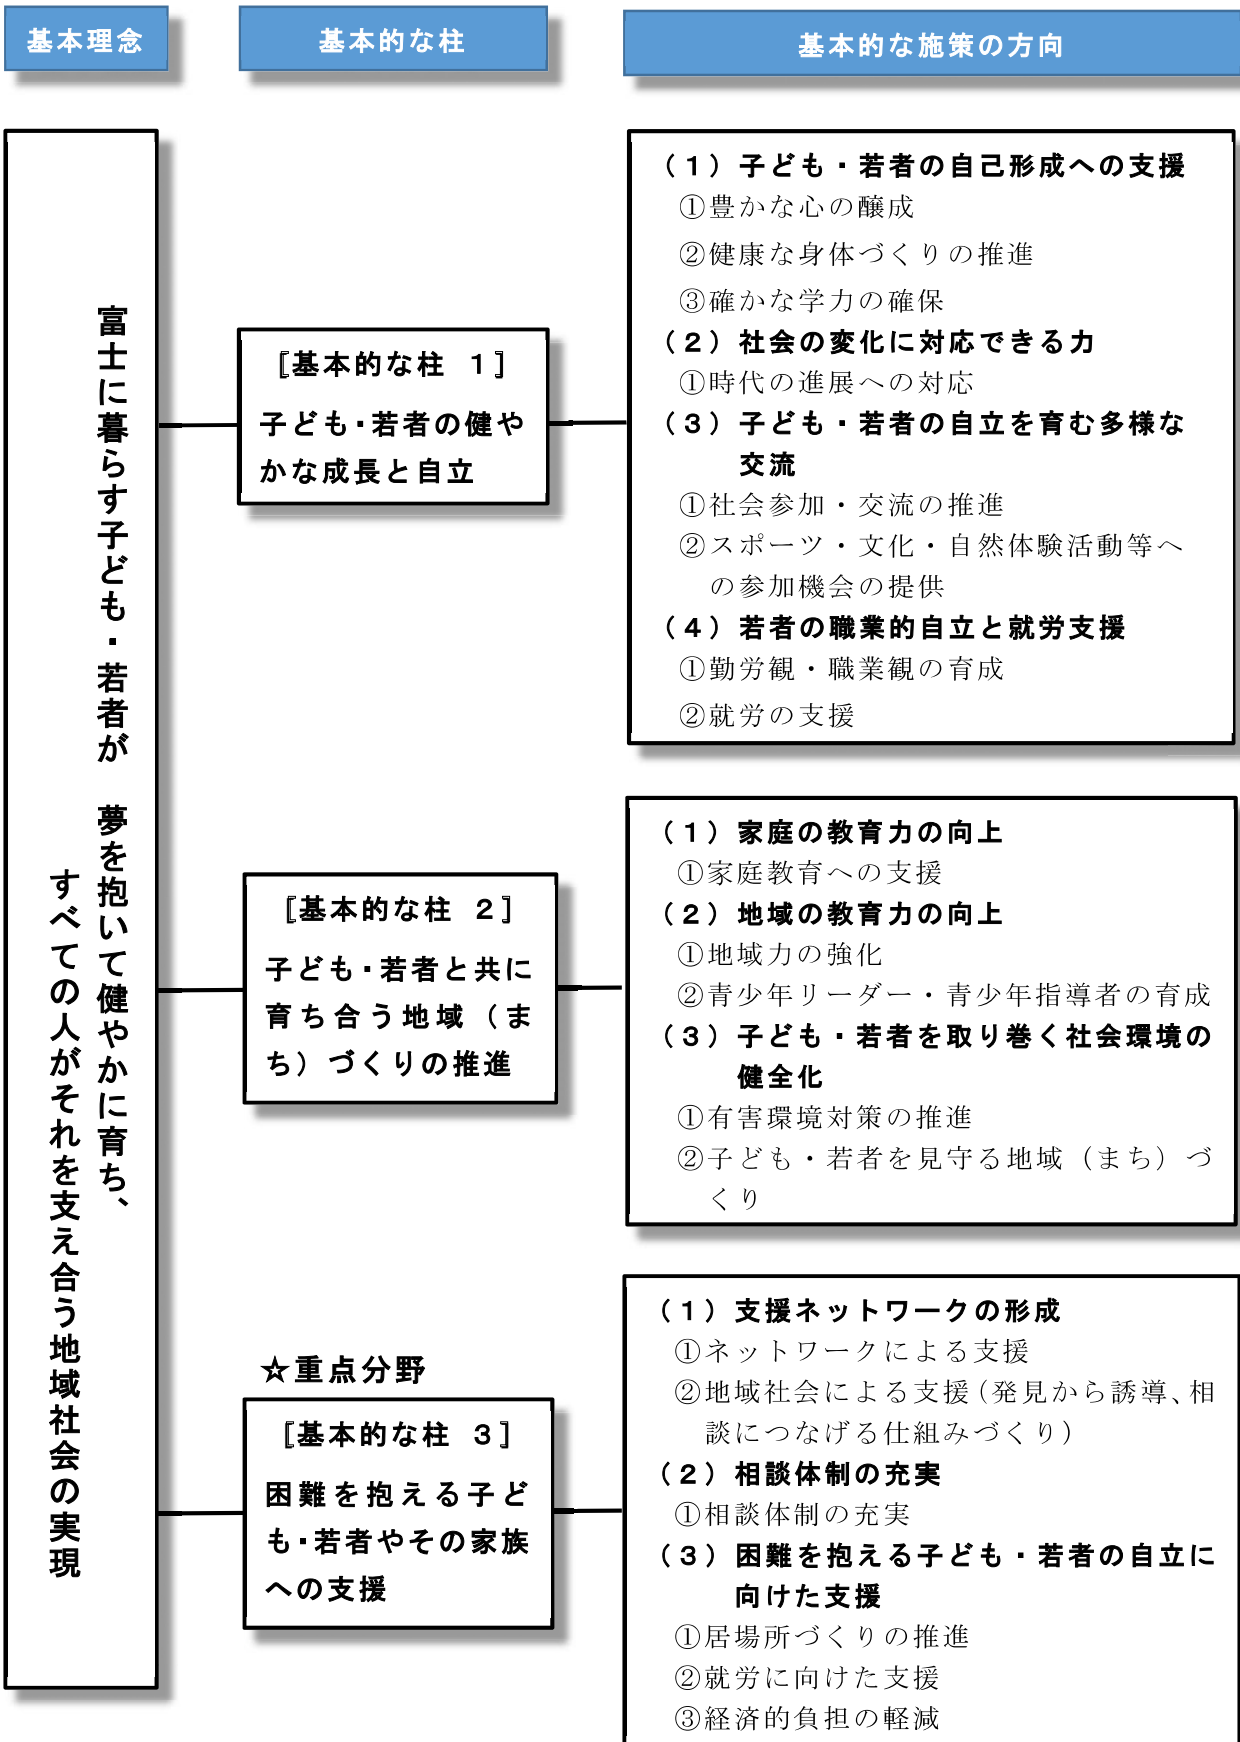 基本理念
基本的な柱
基本的な施策の方向
富士に暮らす子ども・若者が　夢を抱いて健やかに育ち、
すべての人がそれを支え合う地域社会の実現
［基本的な柱　１］
子ども・若者の健や
かな成長と自立
（１）子ども・若者の自己形成への支援
①豊かな心の醸成
②健康な身体づくりの推進
③確かな学力の確保
（２）社会の変化に対応できる力
①時代の進展への対応
（３）子ども・若者の自立を育む多様な
交流
①社会参加・交流の推進
②スポーツ・文化・自然体験活動等へ
の参加機会の提供
（４）若者の職業的自立と就労支援
①勤労観・職業観の育成
②就労の支援
［基本的な柱　２］
子ども・若者と共に
育ち合う地域（ま
ち）づくりの推進
（１）家庭の教育力の向上
①家庭教育への支援
（２）地域の教育力の向上
①地域力の強化
②青少年リーダー・青少年指導者の育成
（３）子ども・若者を取り巻く社会環境の
健全化
①有害環境対策の推進
②子ども・若者を見守る地域（まち）づ
くり
☆重点分野
［基本的な柱　３］
困難を抱える子ど
も・若者やその家族
への支援
（１）支援ネットワークの形成
①ネットワークによる支援
②地域社会による支援（発見から誘導、相
談につなげる仕組みづくり）
（２）相談体制の充実
①相談体制の充実
（３）困難を抱える子ども・若者の自立に
向けた支援
①居場所づくりの推進
②就労に向けた支援
③経済的負担の軽減